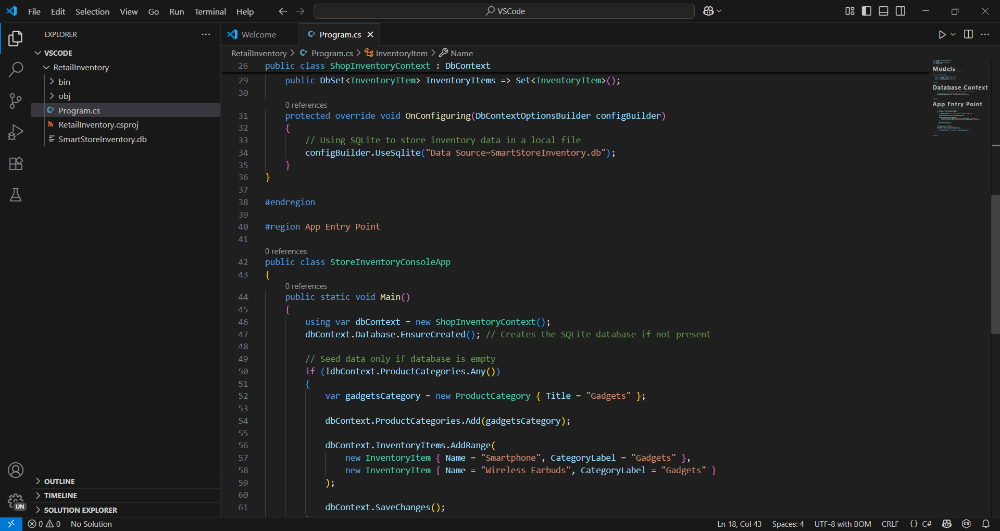 File Edit Selection View Go Run Terminal Help
VSCode
EXPLORER
VSCODE
RetailInventory
bin
obj
Program.cs
RetailInventory.csproj
SmartStoreInventory.db
OUTLINE
TIMELINE
SOLUTION EXPLORER
UN
Welcome
Program.cs
RetailInventory > Program.cs > InventoryItem > Name
26 public class ShopInventoryContext : DbContext
29 public DbSet<InventoryItem> InventoryItems => Set<InventoryItem>();
30
0 references
31 protected override void OnConfiguring(DbContextOptionsBuilder configBuilder)
32 {
33 // Using SQLite to store inventory data in a local file
34 configBuilder.UseSqlite("Data Source=SmartStoreInventory.db");
35 }
36 }
37
38 #endregion
39
40 #region App Entry Point
41
0 references
42 public class StoreInventoryConsoleApp
43 {
0 references
44 public static void Main()
45 {
46 using var dbContext = new ShopInventoryContext();
47 dbContext.Database.EnsureCreated(); // Creates the SQLite database if not present
48
49 // Seed data only if database is empty
50 if (!dbContext.ProductCategories.Any())
51 {
52 var gadgetsCategory = new ProductCategory { Title = "Gadgets" };
53
54 dbContext.ProductCategories.Add(gadgetsCategory);
55
56 dbContext.InventoryItems.AddRange(
57 new InventoryItem { Name = "Smartphone", CategoryLabel = "Gadgets" },
58 new InventoryItem { Name = "Wireless Earbuds", CategoryLabel = "Gadgets" }
59 );
60
61 dbContext.SaveChanges();
Models
Database Context
App Entry Point
0 0 No Solution
Ln 18, Col 43 Spaces: 4 UTF-8 with BOM CRLF {} C#